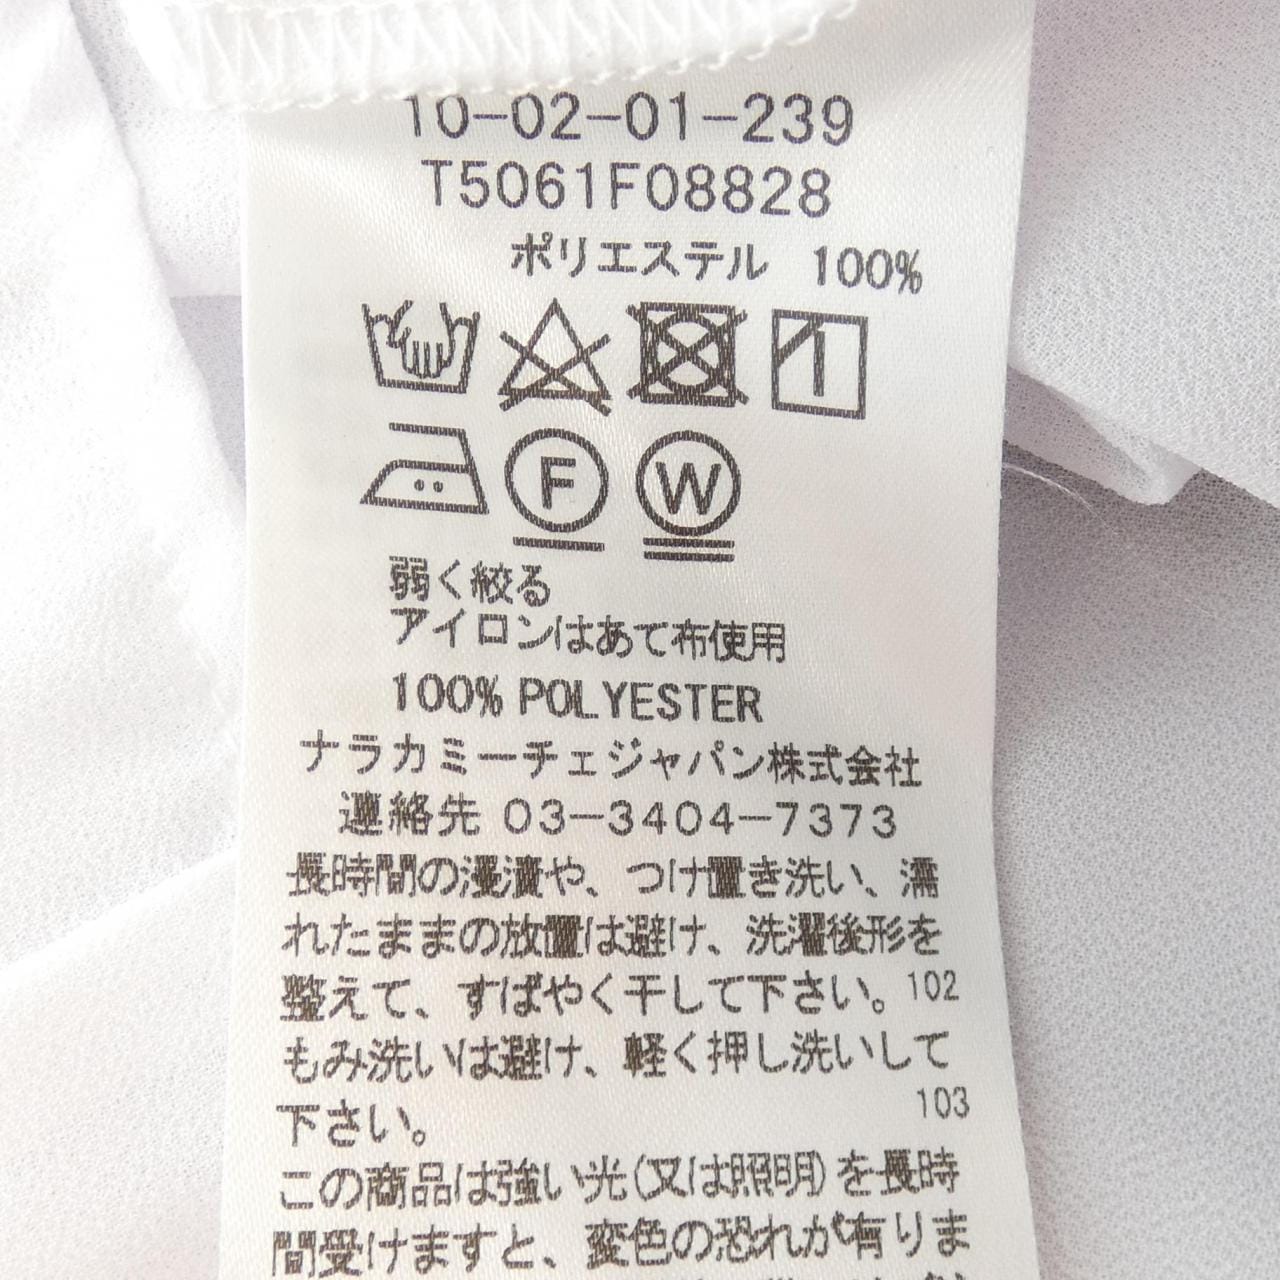 10-02-01-239
T5061F08828
ポリエステル 100%
F W
弱く絞る
アイロンはあて布使用
100% POLYESTER
ナラカミーチェジャパン株式会社
連絡先 03-3404-7373
長時間の浸漬や、つけ置き洗い、濡
れたままの放置は避け、洗濯後形を
整えて、すばやく干して下さい。102
もみ洗いは避け、軽く押し洗いして
下さい。 103
この商品は強い光(又は照明)を長時
間受けますと、変色の恐れが有りま